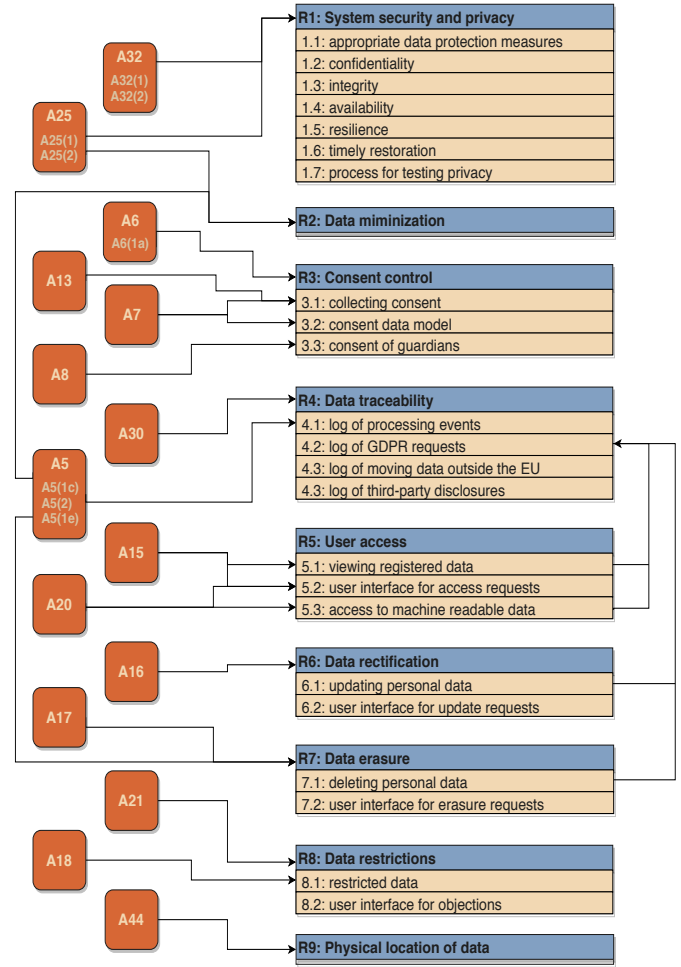 R1: System security and privacy
1.1: appropriate data protection measures
1.2: confidentiality
1.3: integrity
1.4: availability
1.5: resilience
1.6: timely restoration
1.7: process for testing privacy
A32
A32(1)
A32(2)
A25
A25(1)
A25(2)
R2: Data miminization
A6
A6(1a)
A13
A7
A8
R3: Consent control
3.1: collecting consent
3.2: consent data model
3.3: consent of guardians
A30
A5
A5(1c)
A5(2)
A5(1e)
R4: Data traceability
4.1: log of processing events
4.2: log of GDPR requests
4.3: log of moving data outside the EU
4.3: log of third-party disclosures
A15
A20
R5: User access
5.1: viewing registered data
5.2: user interface for access requests
5.3: access to machine readable data
A16
R6: Data rectification
6.1: updating personal data
6.2: user interface for update requests
A17
R7: Data erasure
7.1: deleting personal data
7.2: user interface for erasure requests
A21
A18
R8: Data restrictions
8.1: restricted data
8.2: user interface for objections
A44
R9: Physical location of data